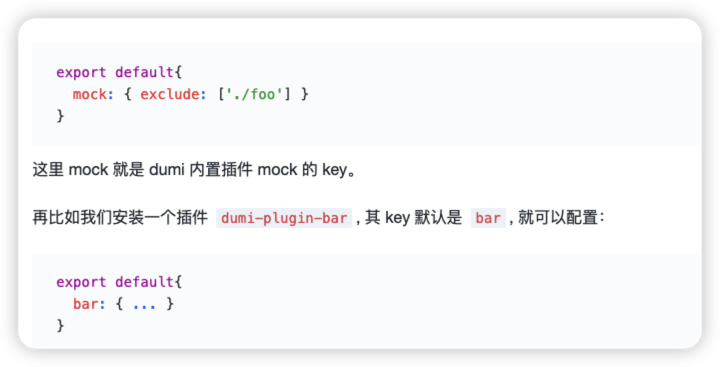 export default{
  mock: { exclude: ['./foo'] }
}
这里 mock 就是 dumi 内置插件 mock 的 key。
再比如我们安装一个插件 dumi-plugin-bar , 其 key 默认是 bar , 就可以配置：
export default{
  bar: { ... }
}